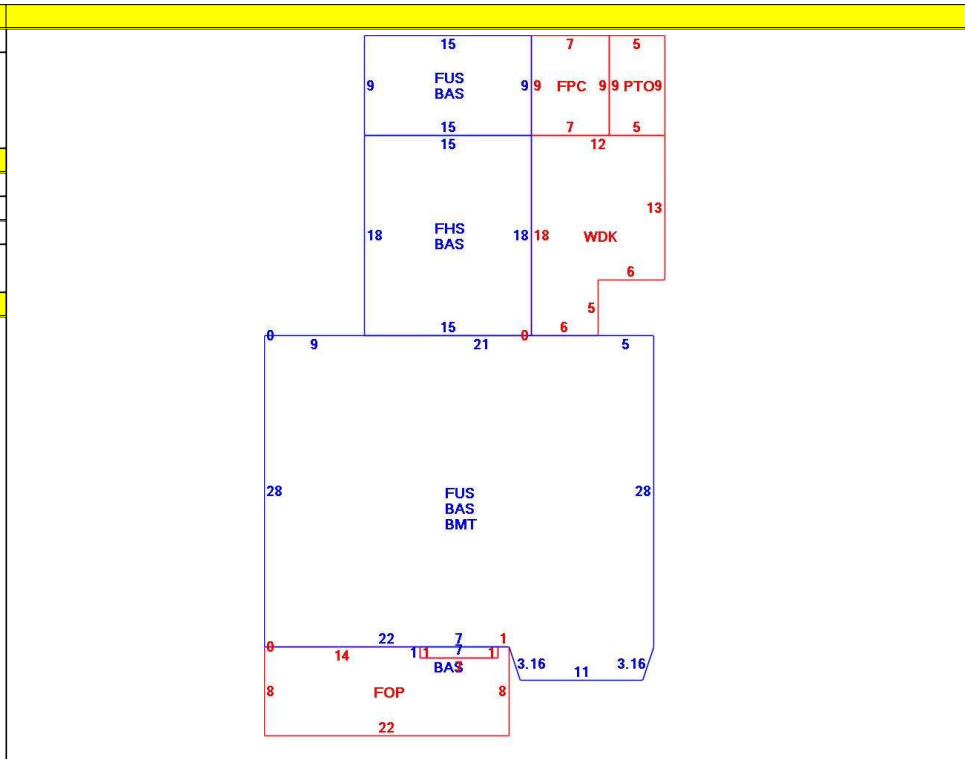 15 7 5
FUS
BAS
9 9 9 FPC 9 9 PTO 9
15 7 5
15 12
13
FHS
BAS
18 18 18 WDK
6
5
0 15 0 6
9 21 5
28 28
FUS
BAS
BMT
0 22 7 1
14 1 1 7 1
BAS
3.16 11 3.16
8 FOP 8
22